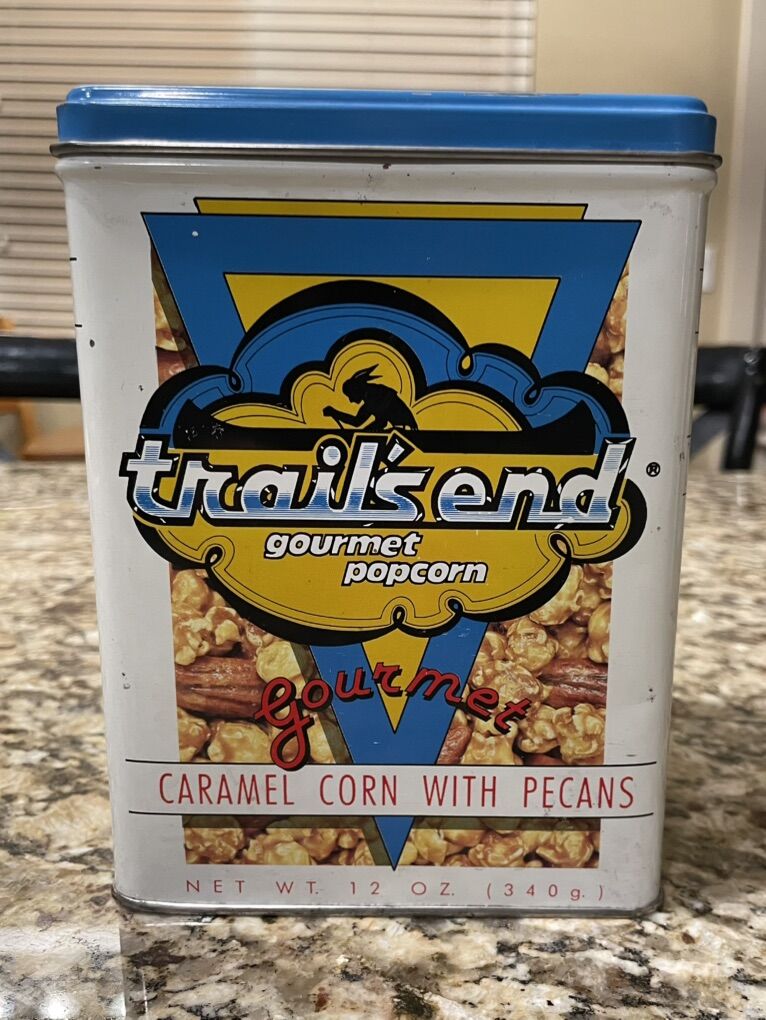 trail's end ®
gourmet
popcorn
Gourmet
CARAMEL CORN WITH PECANS
NET WT. 12 OZ. (340g.)